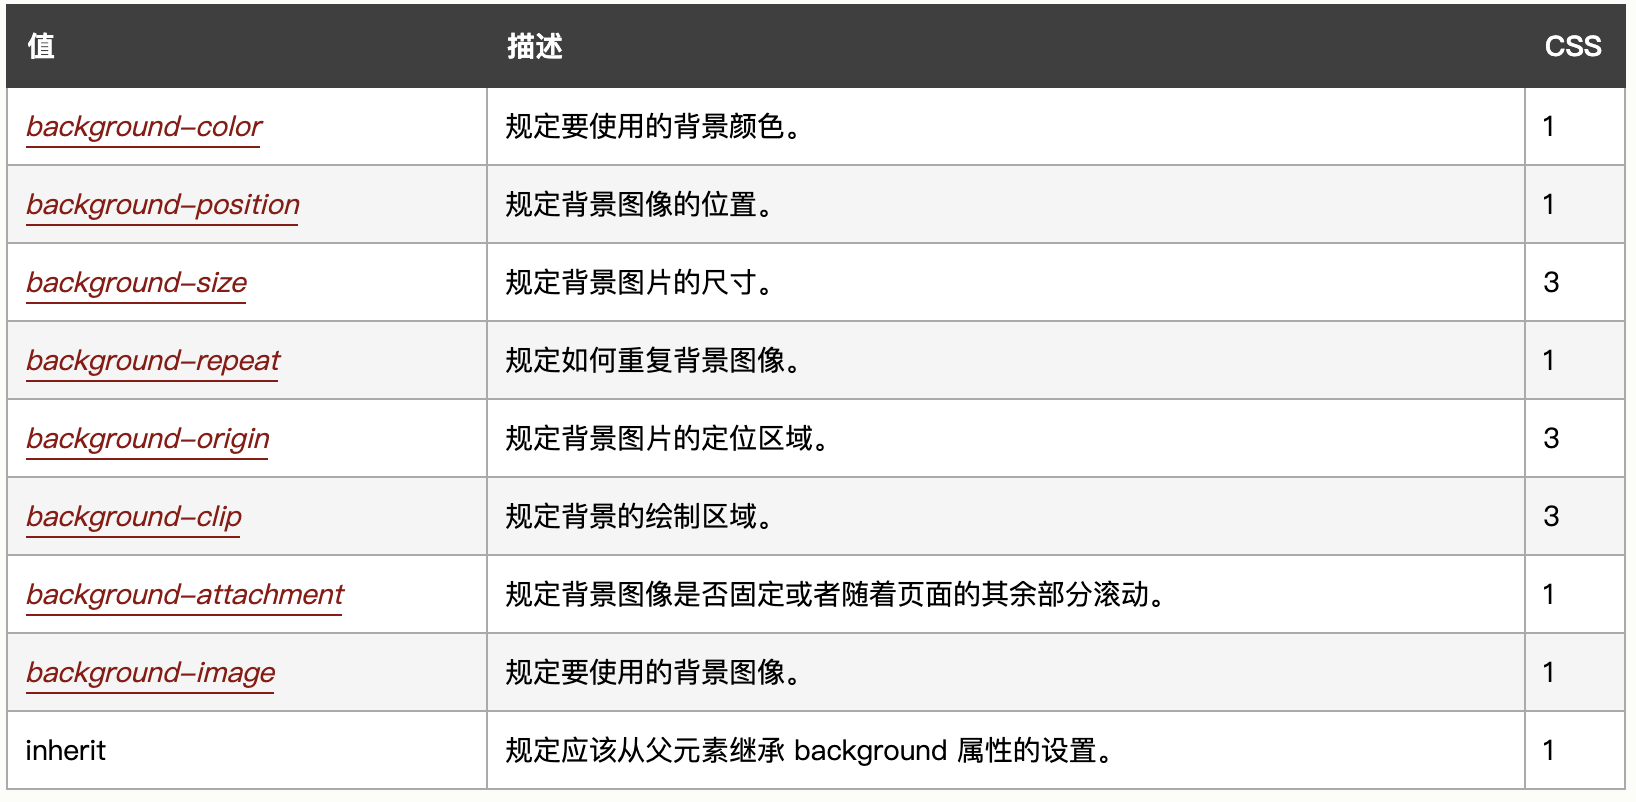 值 描述 CSS
background-color 规定要使用的背景颜色。 1
background-position 规定背景图像的位置。 1
background-size 规定背景图片的尺寸。 3
background-repeat 规定如何重复背景图像。 1
background-origin 规定背景图片的定位区域。 3
background-clip 规定背景的绘制区域。 3
background-attachment 规定背景图像是否固定或者随着页面的其余部分滚动。 1
background-image 规定要使用的背景图像。 1
inherit 规定应该从父元素继承 background 属性的设置。 1